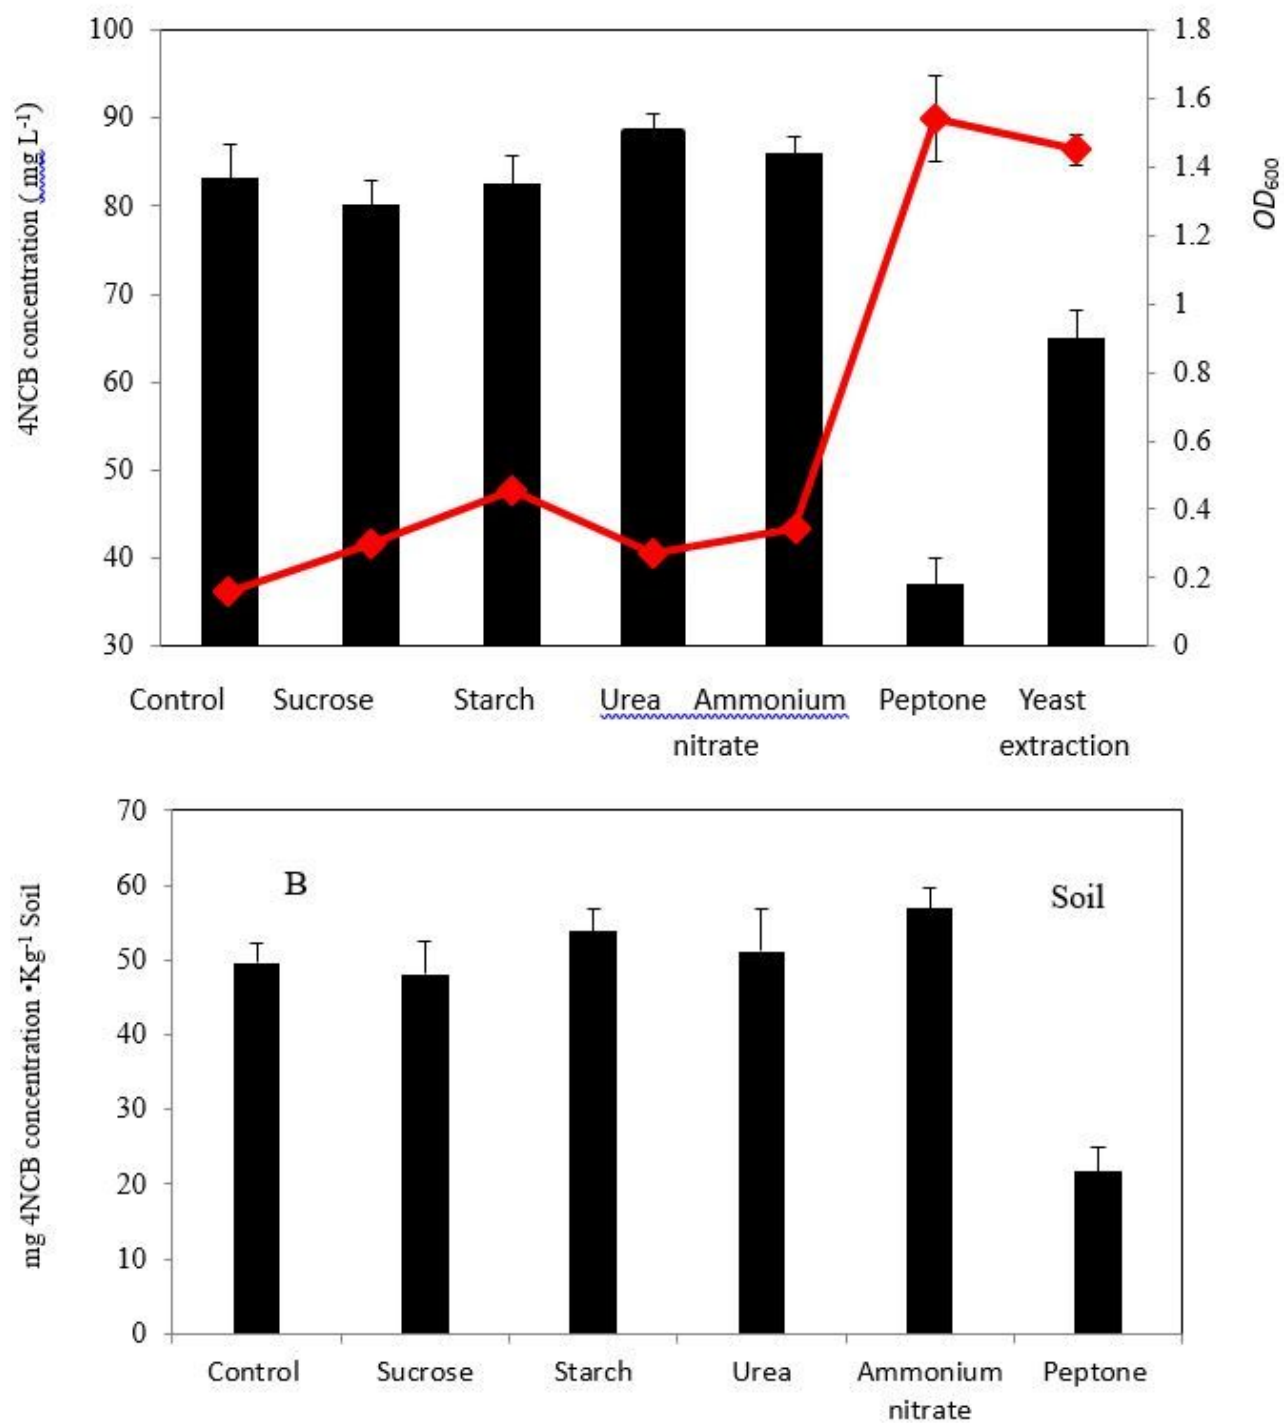 100
90
80
70
60
50
40
30
4NCB concentration ( mg L-1)
1.8
1.6
1.4
1.2
1
0.8
0.6
0.4
0.2
0
OD600
Control Sucrose Starch Urea Ammonium Peptone Yeast
nitrate extraction
70
60
50
40
30
20
10
0
mg 4NCB concentration •Kg-1 Soil
B
Soil
Control Sucrose Starch Urea Ammonium Peptone
nitrate